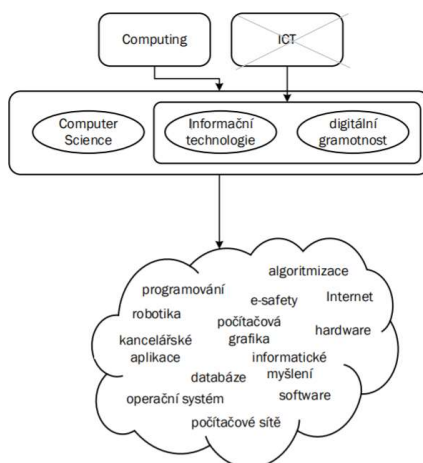 Computing
ICT
Computer
Science
Informační
technologie
digitální
gramotnost
algoritmizace
programování
e-safety
Internet
robotika
počítačová
grafika
hardware
kancelářské
aplikace
informatické
myšlení
databáze
operační systém
software
počítačové sítě